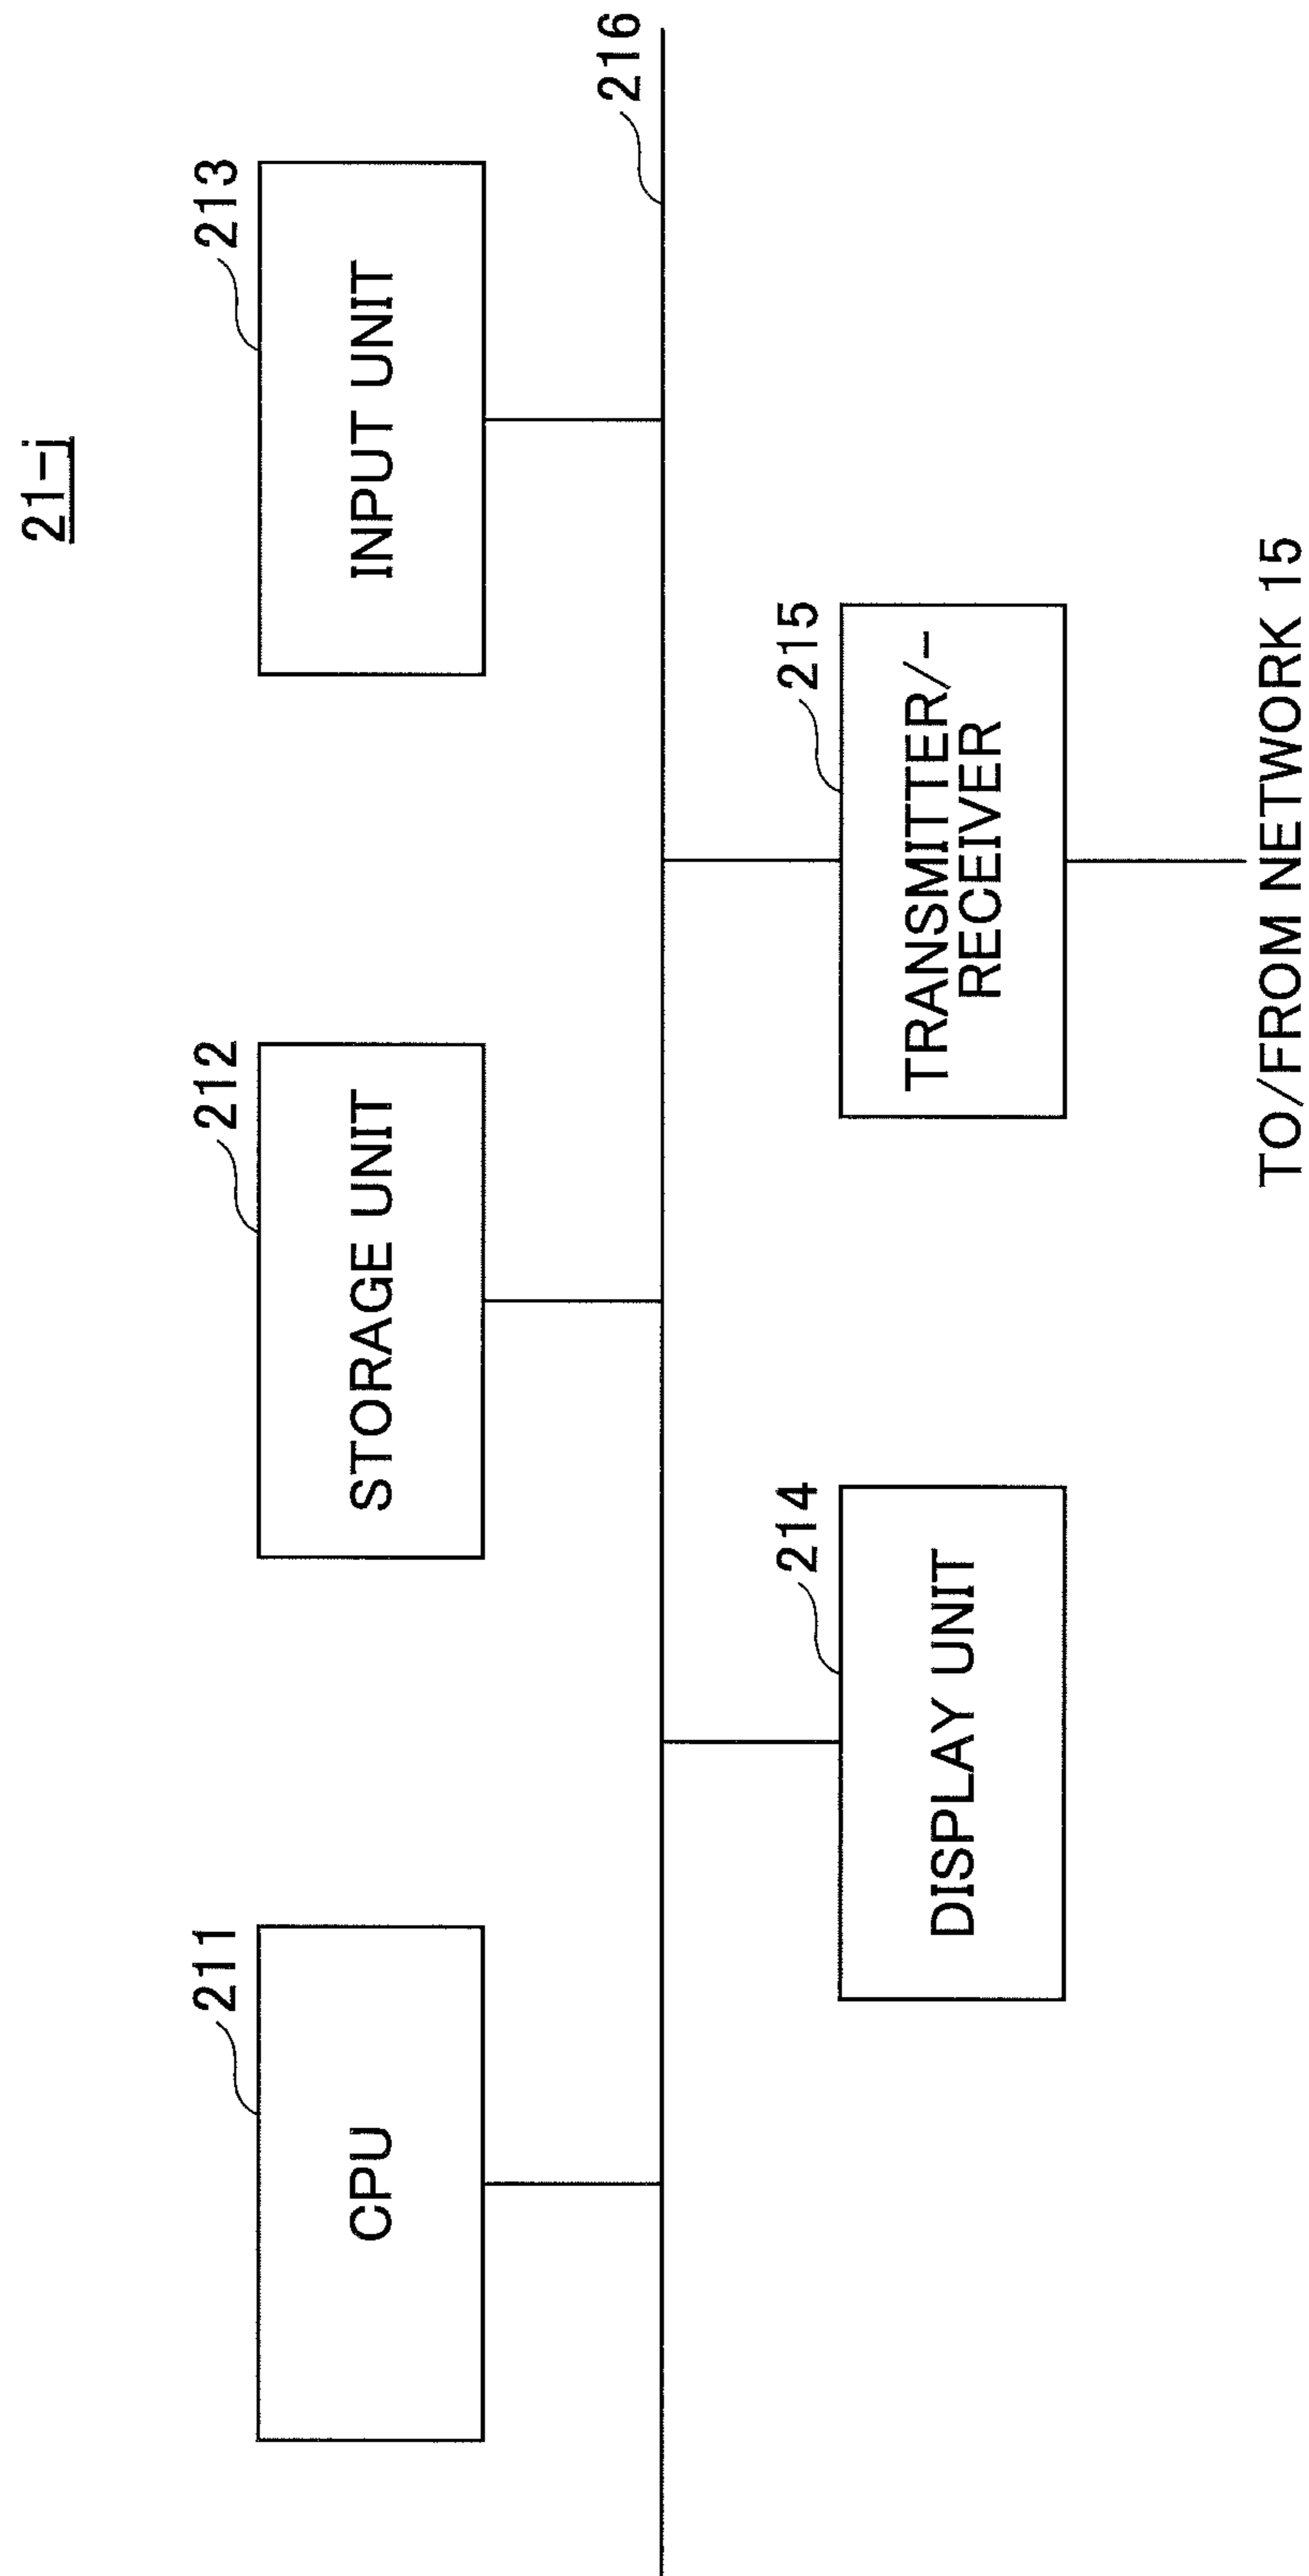 21-j
211
CPU
212
STORAGE UNIT
213
INPUT UNIT
216
214
DISPLAY UNIT
215
TRANSMITTER/-
RECEIVER
TO/FROM NETWORK 15